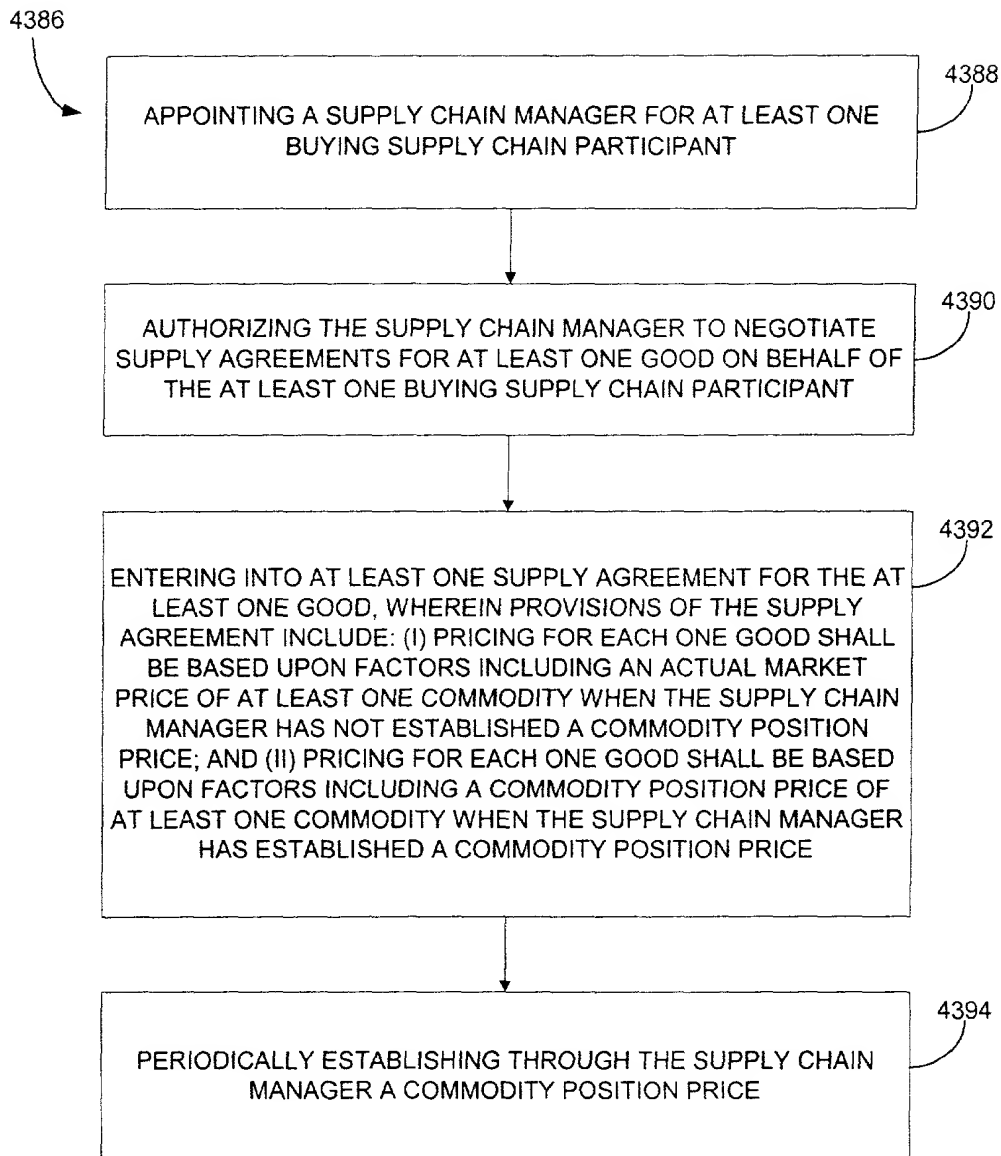 4386
4388
APPOINTING A SUPPLY CHAIN MANAGER FOR AT LEAST ONE
BUYING SUPPLY CHAIN PARTICIPANT
4390
AUTHORIZING THE SUPPLY CHAIN MANAGER TO NEGOTIATE
SUPPLY AGREEMENTS FOR AT LEAST ONE GOOD ON BEHALF OF
THE AT LEAST ONE BUYING SUPPLY CHAIN PARTICIPANT
4392
ENTERING INTO AT LEAST ONE SUPPLY AGREEMENT FOR THE AT
LEAST ONE GOOD, WHEREIN PROVISIONS OF THE SUPPLY
AGREEMENT INCLUDE: (I) PRICING FOR EACH ONE GOOD SHALL
BE BASED UPON FACTORS INCLUDING AN ACTUAL MARKET
PRICE OF AT LEAST ONE COMMODITY WHEN THE SUPPLY CHAIN
MANAGER HAS NOT ESTABLISHED A COMMODITY POSITION
PRICE; AND (II) PRICING FOR EACH ONE GOOD SHALL BE BASED
UPON FACTORS INCLUDING A COMMODITY POSITION PRICE OF
AT LEAST ONE COMMODITY WHEN THE SUPPLY CHAIN MANAGER
HAS ESTABLISHED A COMMODITY POSITION PRICE
4394
PERIODICALLY ESTABLISHING THROUGH THE SUPPLY CHAIN
MANAGER A COMMODITY POSITION PRICE